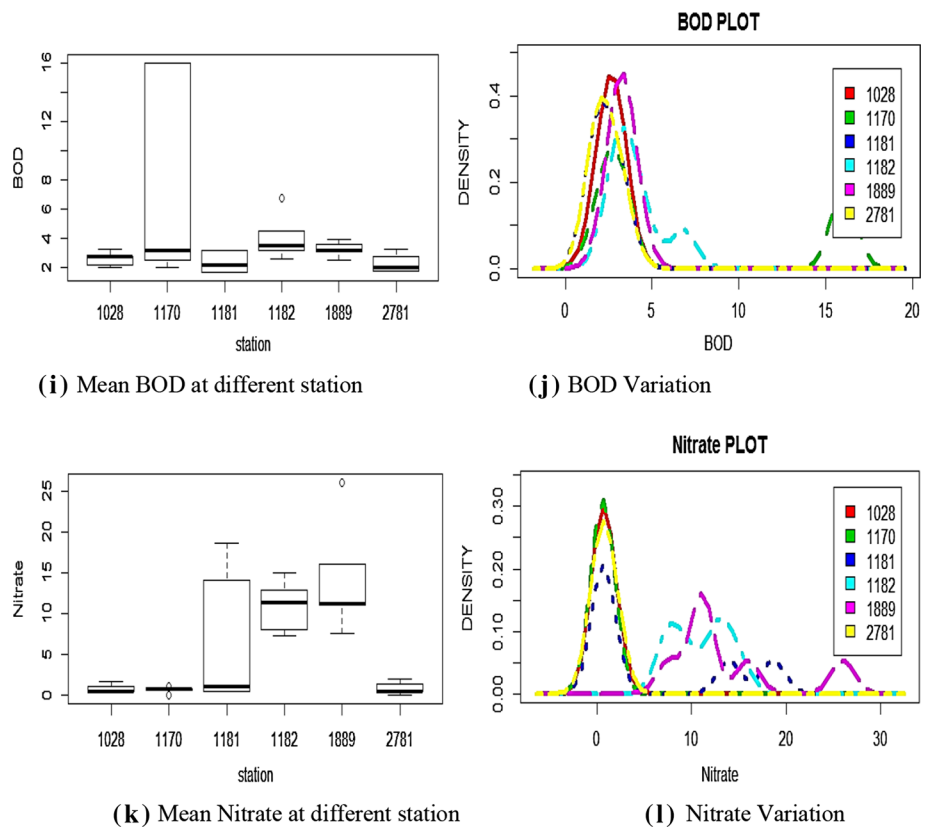 BOD PLOT
BOD
16
12
8
4
2
1028 1170 1181 1182 1889 2781
station
DENSITY
0.4
0.2
0.0
1028
1170
1181
1182
1889
2781
0 5 10 15 20
BOD
(i) Mean BOD at different station
(j) BOD Variation
Nitrate PLOT
Nitrate
25
20
15
10
5
0
1028 1170 1181 1182 1889 2781
station
DENSITY
0.30
0.20
0.10
0.00
1028
1170
1181
1182
1889
2781
0 10 20 30
Nitrate
(k) Mean Nitrate at different station
(l) Nitrate Variation